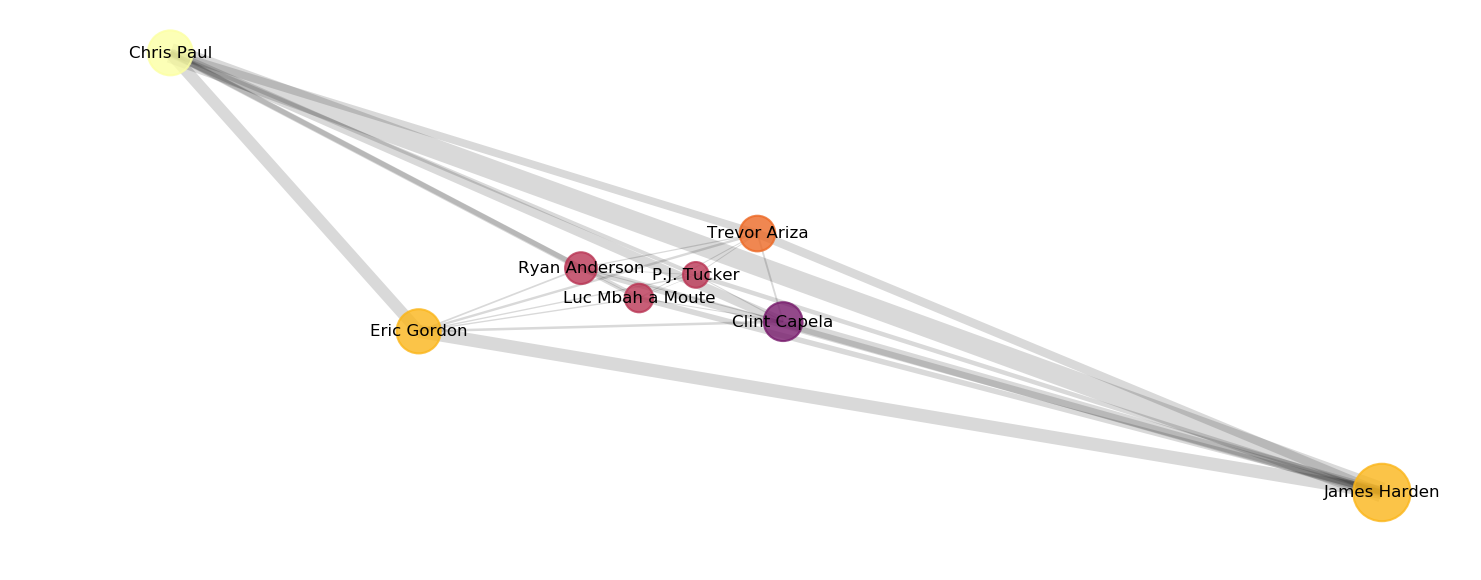 Chris Paul
Trevor Ariza
Ryan Anderson
P.J. Tucker
Luc Mbah a Moute
Clint Capela
Eric Gordon
James Harden